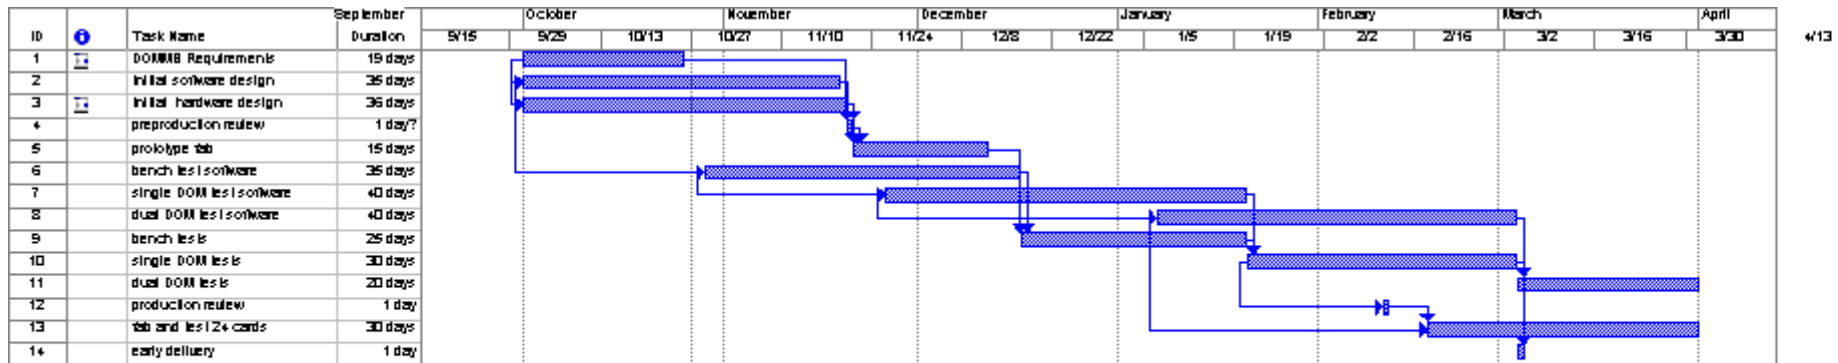 September October November December January February March April
ID Task Name Duration 9/15 9/29 10/13 10/27 11/10 11/24 12/8 12/22 1/5 1/19 2/2 2/16 3/2 3/16 3/30 4/13
1 DOMMB Requirements 19 days
2 initial software design 35 days
3 initial hardware design 36 days
4 preproduction review 1 day?
5 prototype fab 15 days
6 bench test software 35 days
7 single DOM test software 40 days
8 dual DOM test software 40 days
9 bench tests 25 days
10 single DOM tests 30 days
11 dual DOM tests 20 days
12 production review 1 day
13 fab and test 24 cards 30 days
14 early delivery 1 day